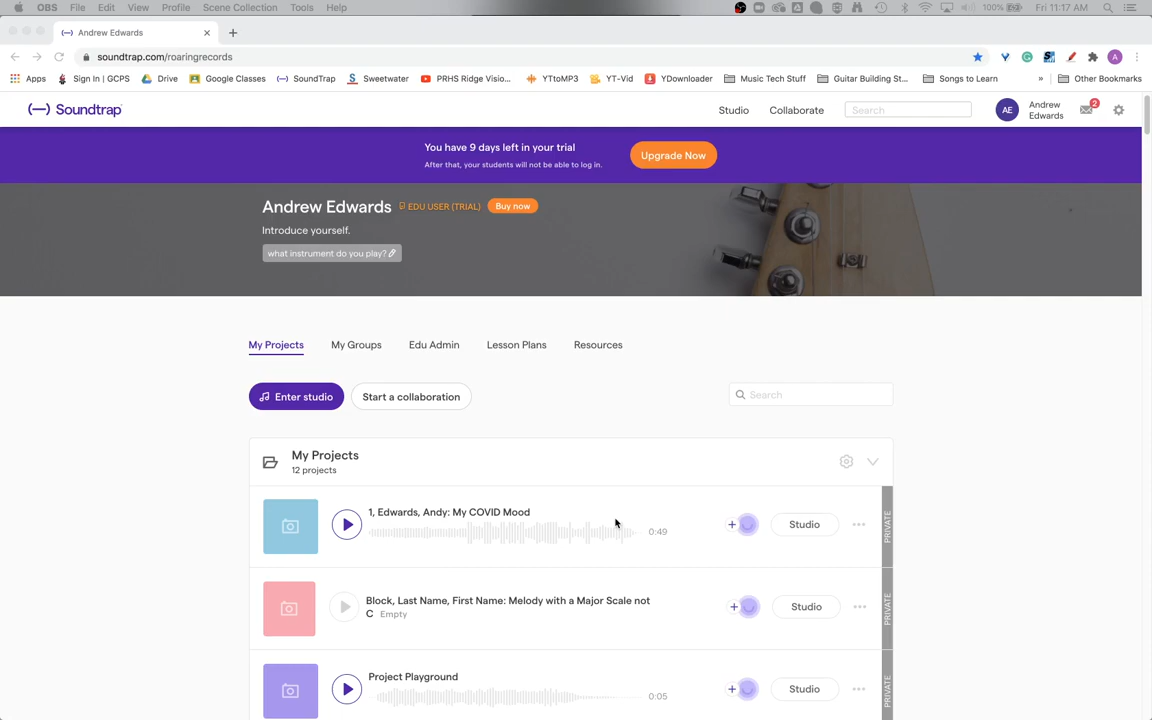 OBS File Edit View Profile Scene Collection Tools Help 100% Fri 11:17 AM
Andrew Edwards
soundtrap.com/roaringrecords A
Apps Sign In | GCPS Drive Google Classes SoundTrap Sweetwater PRHS Ridge Visio... YTtoMP3 YT-Vid YDownloader Music Tech Stuff Guitar Building St... Songs to Learn » Other Bookmarks
Soundtrap Studio Collaborate Search AE Andrew Edwards 2
You have 9 days left in your trial
After that, your students will not be able to log in.
Upgrade Now
Andrew Edwards EDU USER (TRIAL) Buy now
Introduce yourself.
what instrument do you play?
My Projects My Groups Edu Admin Lesson Plans Resources
Enter studio Start a collaboration Search
My Projects
12 projects
1, Edwards, Andy: My COVID Mood
0:49 + Studio PRIVATE
Block, Last Name, First Name: Melody with a Major Scale not
C Empty + Studio PRIVATE
Project Playground
0:05 + Studio PRIVATE